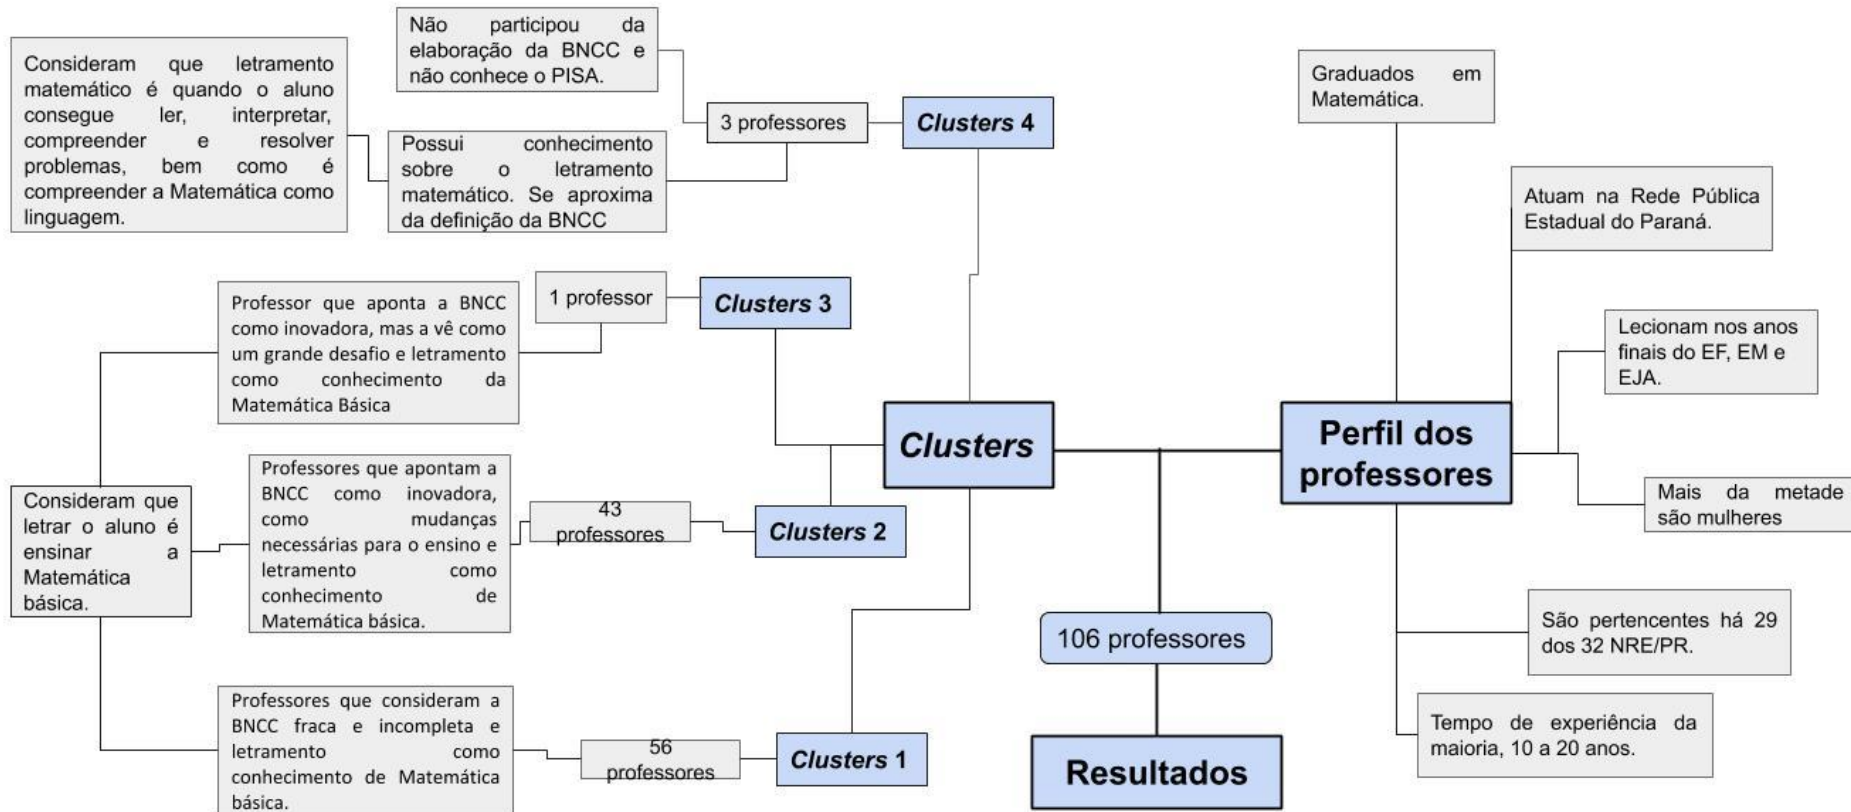 Não participou da
elaboração da BNCC e
não conhece o PISA.
Consideram que letramento
matemático é quando o aluno
consegue ler, interpretar,
compreender e resolver
problemas, bem como é
compreender a Matemática como
linguagem.
3 professores
Clusters 4
Possui conhecimento
sobre o letramento
matemático. Se aproxima
da definição da BNCC
Graduados em
Matemática.
Atuam na Rede Pública
Estadual do Paraná.
Professor que aponta a BNCC
como inovadora, mas a vê como
um grande desafio e letramento
como conhecimento da
Matemática Básica
1 professor
Clusters 3
Lecionam nos anos
finais do EF, EM e
EJA.
Clusters
Perfil dos
professores
Consideram que
letrar o aluno é
ensinar a
Matemática
básica.
Professores que apontam a
BNCC como inovadora,
como mudanças
necessárias para o ensino e
letramento como
conhecimento de
Matemática básica.
43
professores
Clusters 2
Mais da metade
são mulheres
106 professores
São pertencentes há 29
dos 32 NRE/PR.
Professores que consideram a
BNCC fraca e incompleta e
letramento como
conhecimento de Matemática
básica.
56
professores
Clusters 1
Resultados
Tempo de experiência da
maioria, 10 a 20 anos.